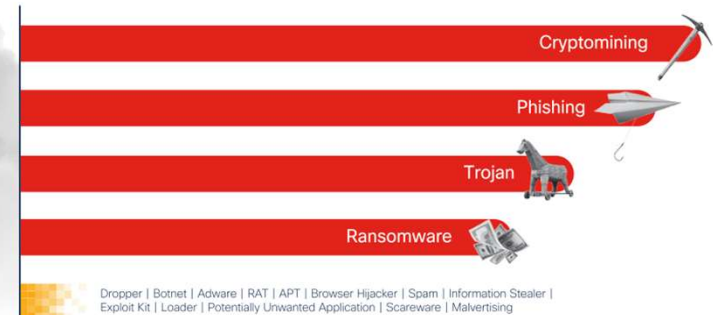 Cryptomining
Phishing
Trojan
Ransomware
Dropper | Botnet | Adware | RAT | APT | Browser Hijacker | Spam | Information Stealer |
Exploit Kit | Loader | Potentially Unwanted Application | Scareware | Malvertising